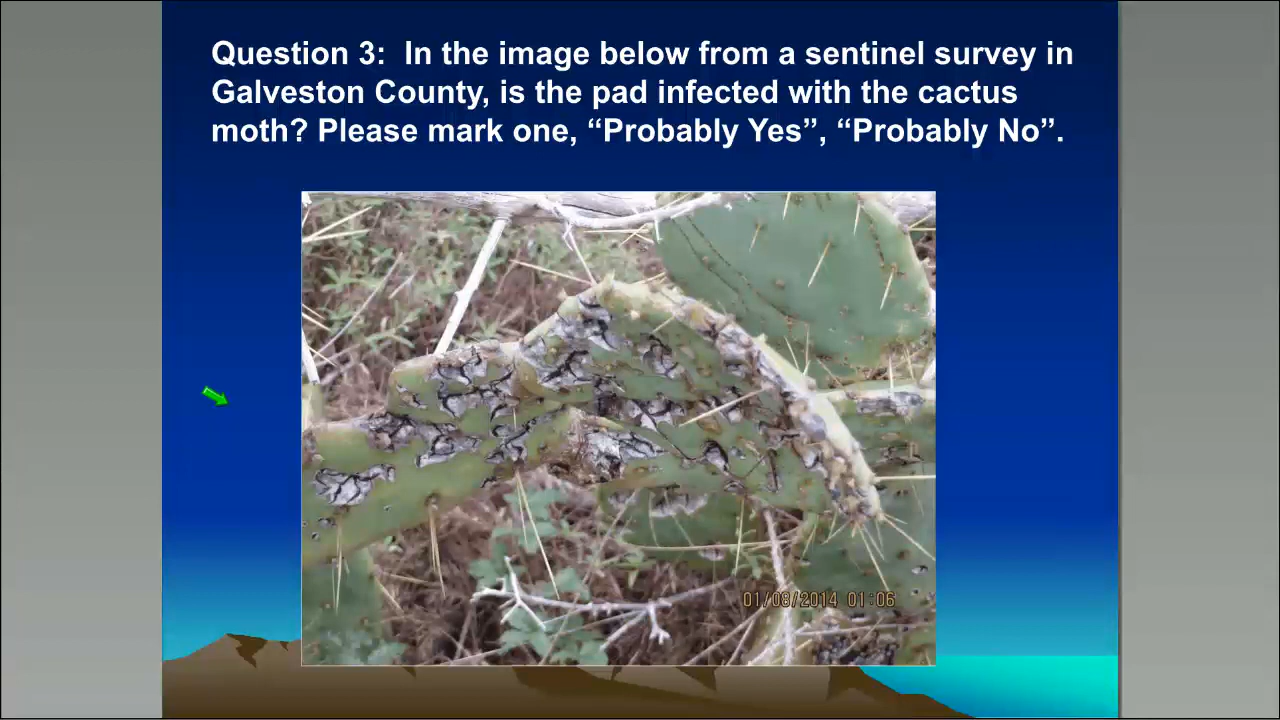 Question 3: In the image below from a sentinel survey in
Galveston County, is the pad infected with the cactus
moth? Please mark one, “Probably Yes”, “Probably No”.
01/08/2014 01:06